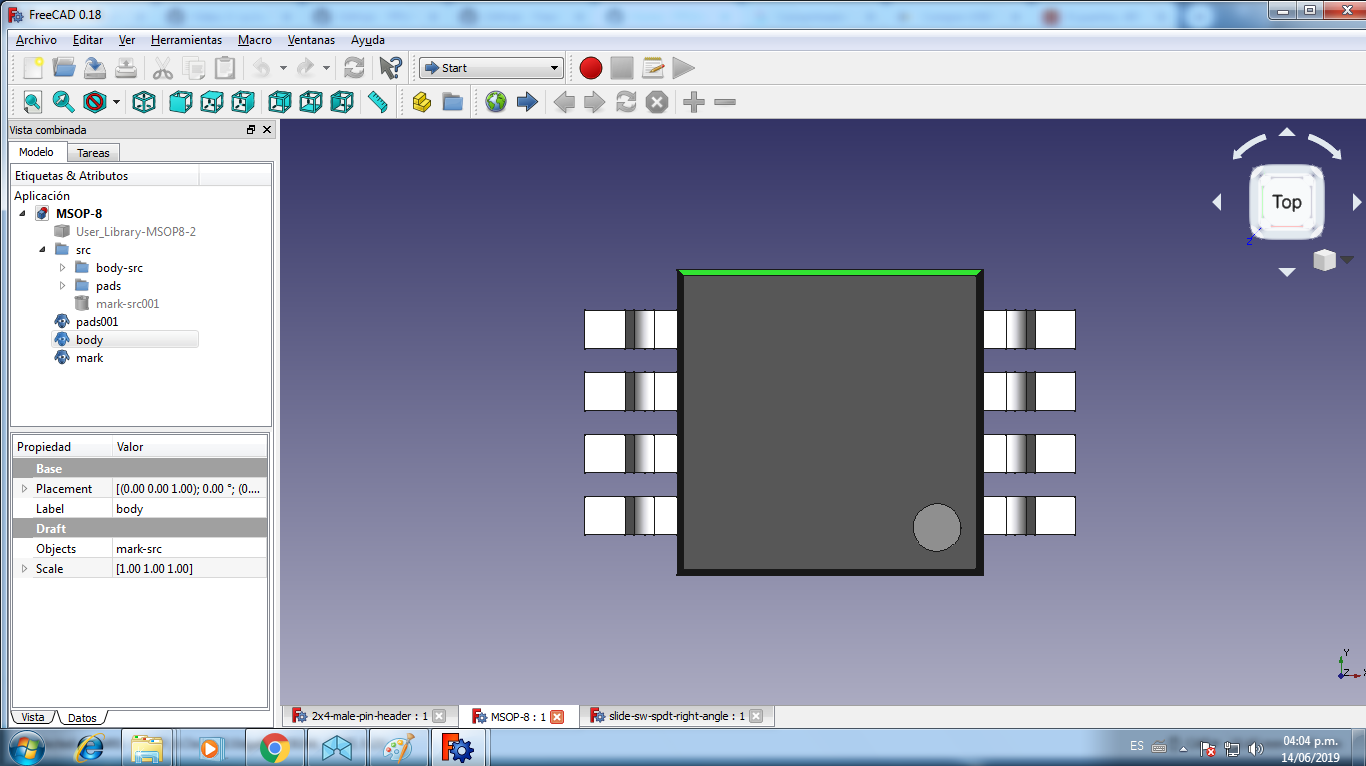 FreeCAD 0.18
Archivo Editar Ver Herramientas Macro Ventanas Ayuda
Start
Vista combinada
Modelo Tareas
Etiquetas & Atributos
Aplicación
MSOP-8
User_Library-MSOP8-2
src
body-src
pads
mark-src001
pads001
body
mark
Propiedad Valor
Base
Placement [(0.00 0.00 1.00); 0.00 °; (0....
Label body
Draft
Objects mark-src
Scale [1.00 1.00 1.00]
Vista Datos
Top
Z
Y
Z
X
2x4-male-pin-header : 1 MSOP-8 : 1 slide-sw-spdt-right-angle : 1
ES
04:04 p.m.
14/06/2019